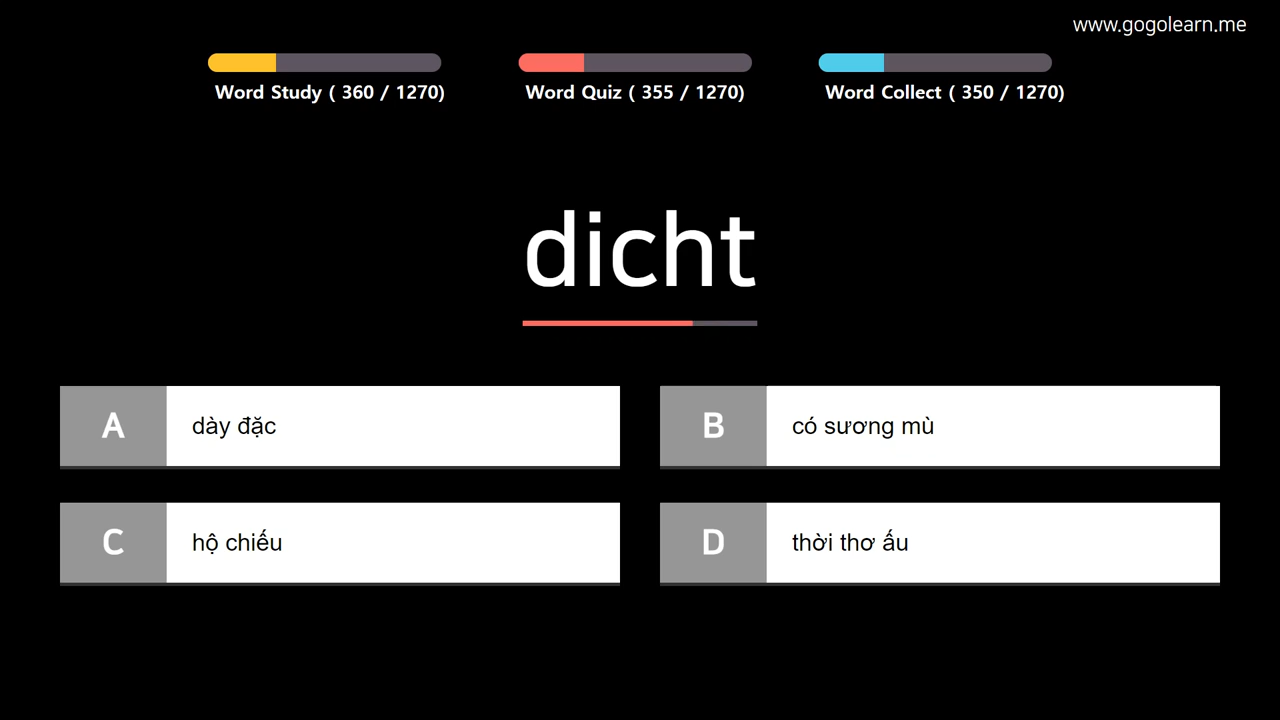 www.gogolearn.me
Word Study ( 360 / 1270)
Word Quiz ( 355 / 1270)
Word Collect ( 350 / 1270)
dicht
A dày đặc
B có sương mù
C hộ chiếu
D thời thơ ấu